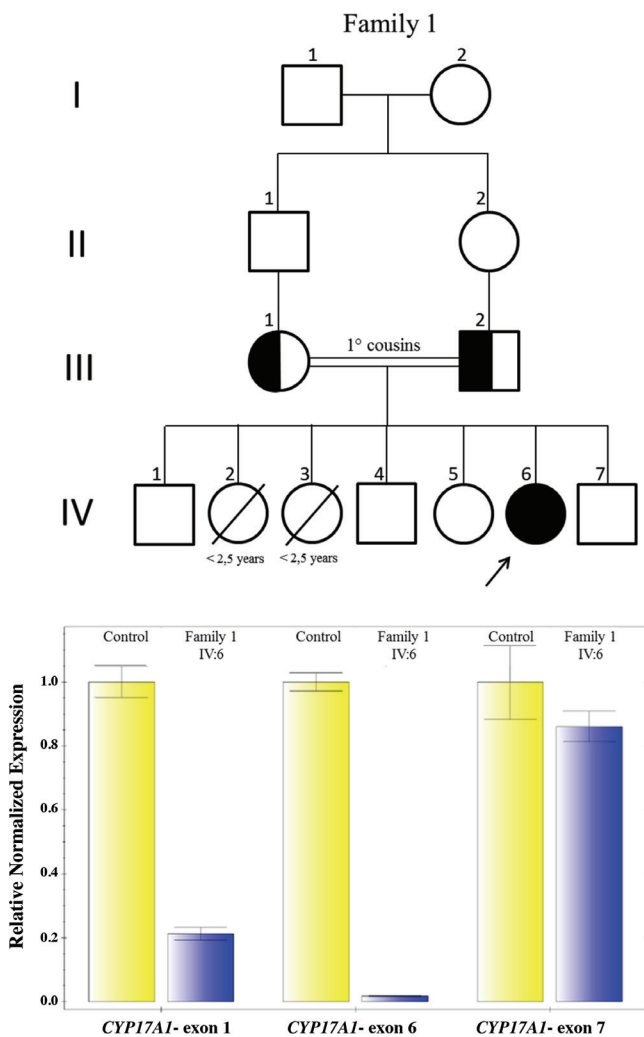 Family 1
1 2
I
1 2
II
1 2
1° cousins
III
1 2 3 4 5 6 7
IV
< 2,5 years < 2,5 years
Control Family 1 Control Family 1 Control Family 1
IV:6 IV:6 IV:6
1.0
0.8
0.6
0.4
0.2
0.0
Relative Normalized Expression
CYP17A1- exon 1 CYP17A1- exon 6 CYP17A1- exon 7